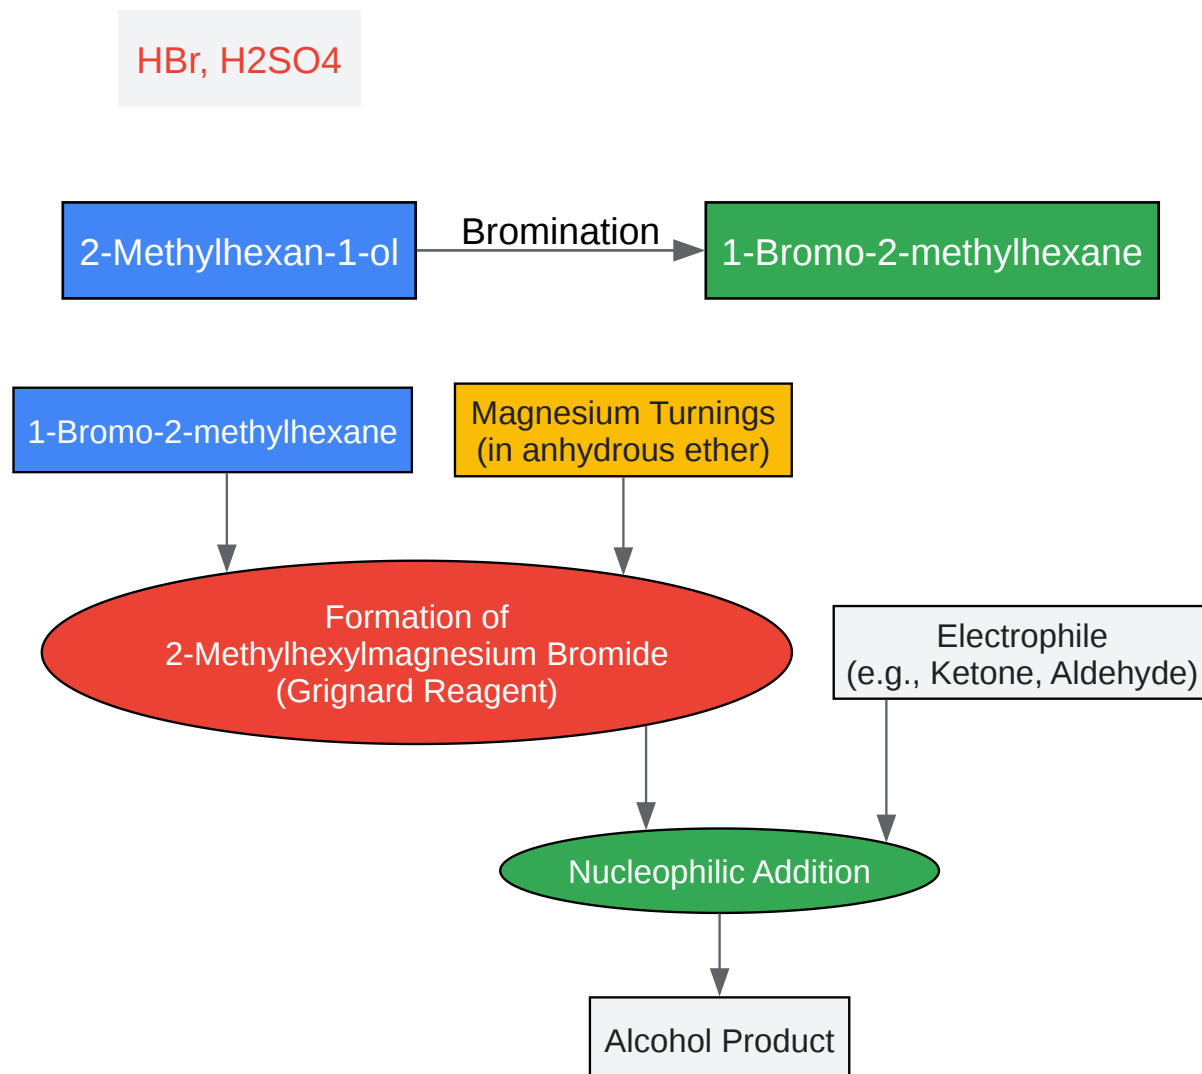 HBr, H2SO4
2-Methylhexan-1-ol
Bromination
1-Bromo-2-methylhexane
1-Bromo-2-methylhexane
Magnesium Turnings
(in anhydrous ether)
Formation of
2-Methylhexylmagnesium Bromide
(Grignard Reagent)
Electrophile
(e.g., Ketone, Aldehyde)
Nucleophilic Addition
Alcohol Product